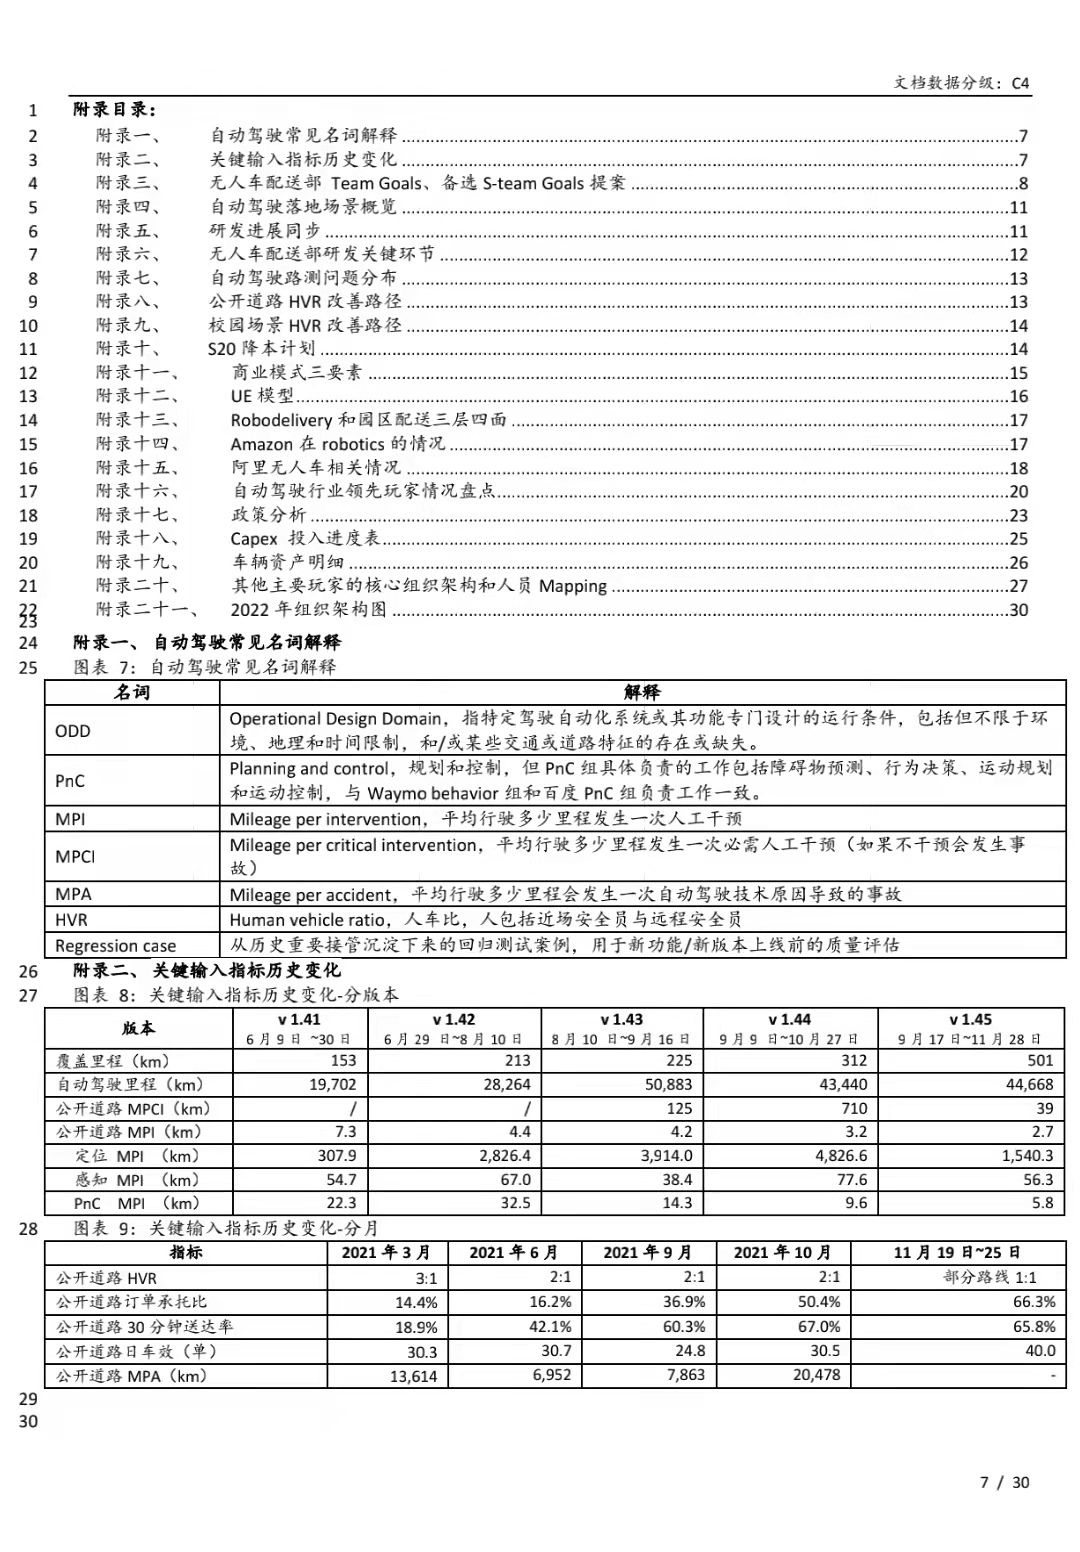 文档数据分级：C4
1 附录目录：
2 附录一、 自动驾驶常见名词解释 ........ 7
3 附录二、 关键输入指标历史变化 ........ 7
4 附录三、 无人车配送部 Team Goals、备选 S-team Goals 提案 ........ 8
5 附录四、 自动驾驶落地场景概览 ........ 11
6 附录五、 研发进展同步 ........ 11
7 附录六、 无人车配送部研发关键环节 ........ 12
8 附录七、 自动驾驶路测问题分布 ........ 13
9 附录八、 公开道路 HVR 改善路径 ........ 13
10 附录九、 校园场景 HVR 改善路径 ........ 14
11 附录十、 S20 降本计划 ........ 14
12 附录十一、 商业模式三要素 ........ 15
13 附录十二、 UE 模型 ........ 16
14 附录十三、 Robodelivery 和园区配送三层四面 ........ 17
15 附录十四、 Amazon 在 robotics 的情况 ........ 17
16 附录十五、 阿里无人车相关情况 ........ 18
17 附录十六、 自动驾驶行业领先玩家情况盘点 ........ 20
18 附录十七、 政策分析 ........ 23
19 附录十八、 Capex 投入进度表 ........ 25
20 附录十九、 车辆资产明细 ........ 26
21 附录二十、 其他主要玩家的核心组织架构和人员 Mapping ........ 27
22 附录二十一、 2022 年组织架构图 ........ 30
23
24 附录一、 自动驾驶常见名词解释
25 图表 7：自动驾驶常见名词解释
名词 解释
ODD Operational Design Domain，指特定驾驶自动化系统或其功能专门设计的运行条件，包括但不限于环
境、地理和时间限制，和/或某些交通或道路特征的存在或缺失。
PnC Planning and control，规划和控制，但 PnC 组具体负责的工作包括障碍物预测、行为决策、运动规划
和运动控制，与 Waymo behavior 组和百度 PnC 组负责工作一致。
MPI Mileage per intervention，平均行驶多少里程发生一次人工干预
MPCI Mileage per critical intervention，平均行驶多少里程发生一次必需人工干预（如果不干预会发生事
故）
MPA Mileage per accident，平均行驶多少里程会发生一次自动驾驶技术原因导致的事故
HVR Human vehicle ratio，人车比，人包括近场安全员与远程安全员
Regression case 从历史重要接管沉淀下来的回归测试案例，用于新功能/新版本上线前的质量评估
26 附录二、 关键输入指标历史变化
27 图表 8：关键输入指标历史变化-分版本
版本 v 1.41 v 1.42 v 1.43 v 1.44 v 1.45
6 月 9 日 ~30 日 6 月 29 日~8 月 10 日 8 月 10 日~9 月 16 日 9 月 9 日~10 月 27 日 9 月 17 日~11 月 28 日
覆盖里程（km） 153 213 225 312 501
自动驾驶里程（km） 19,702 28,264 50,883 43,440 44,668
公开道路 MPCI（km） / / 125 710 39
公开道路 MPI（km） 7.3 4.4 4.2 3.2 2.7
定位 MPI （km） 307.9 2,826.4 3,914.0 4,826.6 1,540.3
感知 MPI （km） 54.7 67.0 38.4 77.6 56.3
PnC MPI （km） 22.3 32.5 14.3 9.6 5.8
28 图表 9：关键输入指标历史变化-分月
指标 2021 年 3 月 2021 年 6 月 2021 年 9 月 2021 年 10 月 11 月 19 日~25 日
公开道路 HVR 3:1 2:1 2:1 2:1 部分路线 1:1
公开道路订单承托比 14.4% 16.2% 36.9% 50.4% 66.3%
公开道路 30 分钟送达率 18.9% 42.1% 60.3% 67.0% 65.8%
公开道路日车效（单） 30.3 30.7 24.8 30.5 40.0
公开道路 MPA（km） 13,614 6,952 7,863 20,478 -
29
30
7 / 30